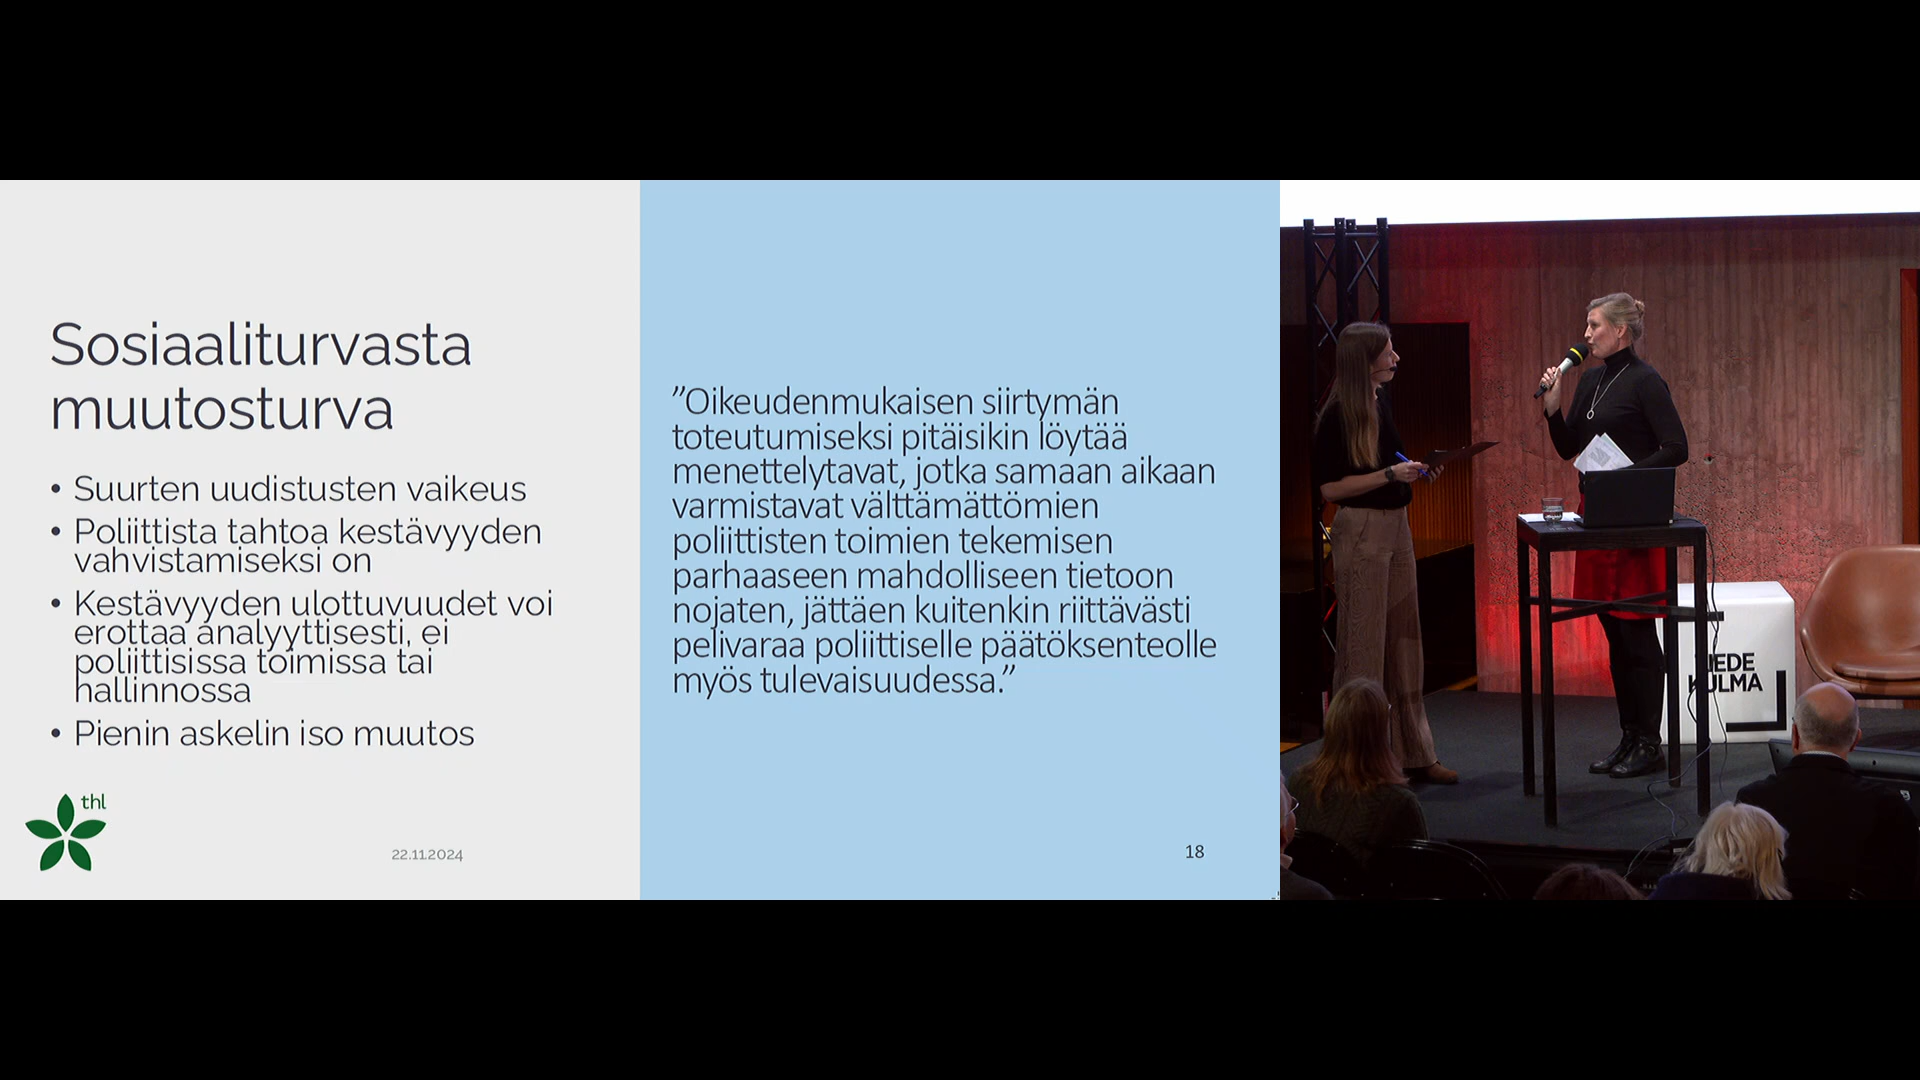 Sosiaaliturvasta
muutosturva
• Suurten uudistusten vaikeus
• Poliittista tahtoa kestävyyden
vahvistamiseksi on
• Kestävyyden ulottuvuudet voi
erottaa analyyttisesti, ei
poliittisissa toimissa tai
hallinnossa
• Pienin askelin iso muutos
thl
22.11.2024
”Oikeudenmukaisen siirtymän
toteutumiseksi pitäisikin löytää
menettelytavat, jotka samaan aikaan
varmistavat välttämättömien
poliittisten toimien tekemisen
parhaaseen mahdolliseen tietoon
nojaten, jättäen kuitenkin riittävästi
pelivaraa poliittiselle päätöksenteolle
myös tulevaisuudessa.”
18
TIEDE
KULMA